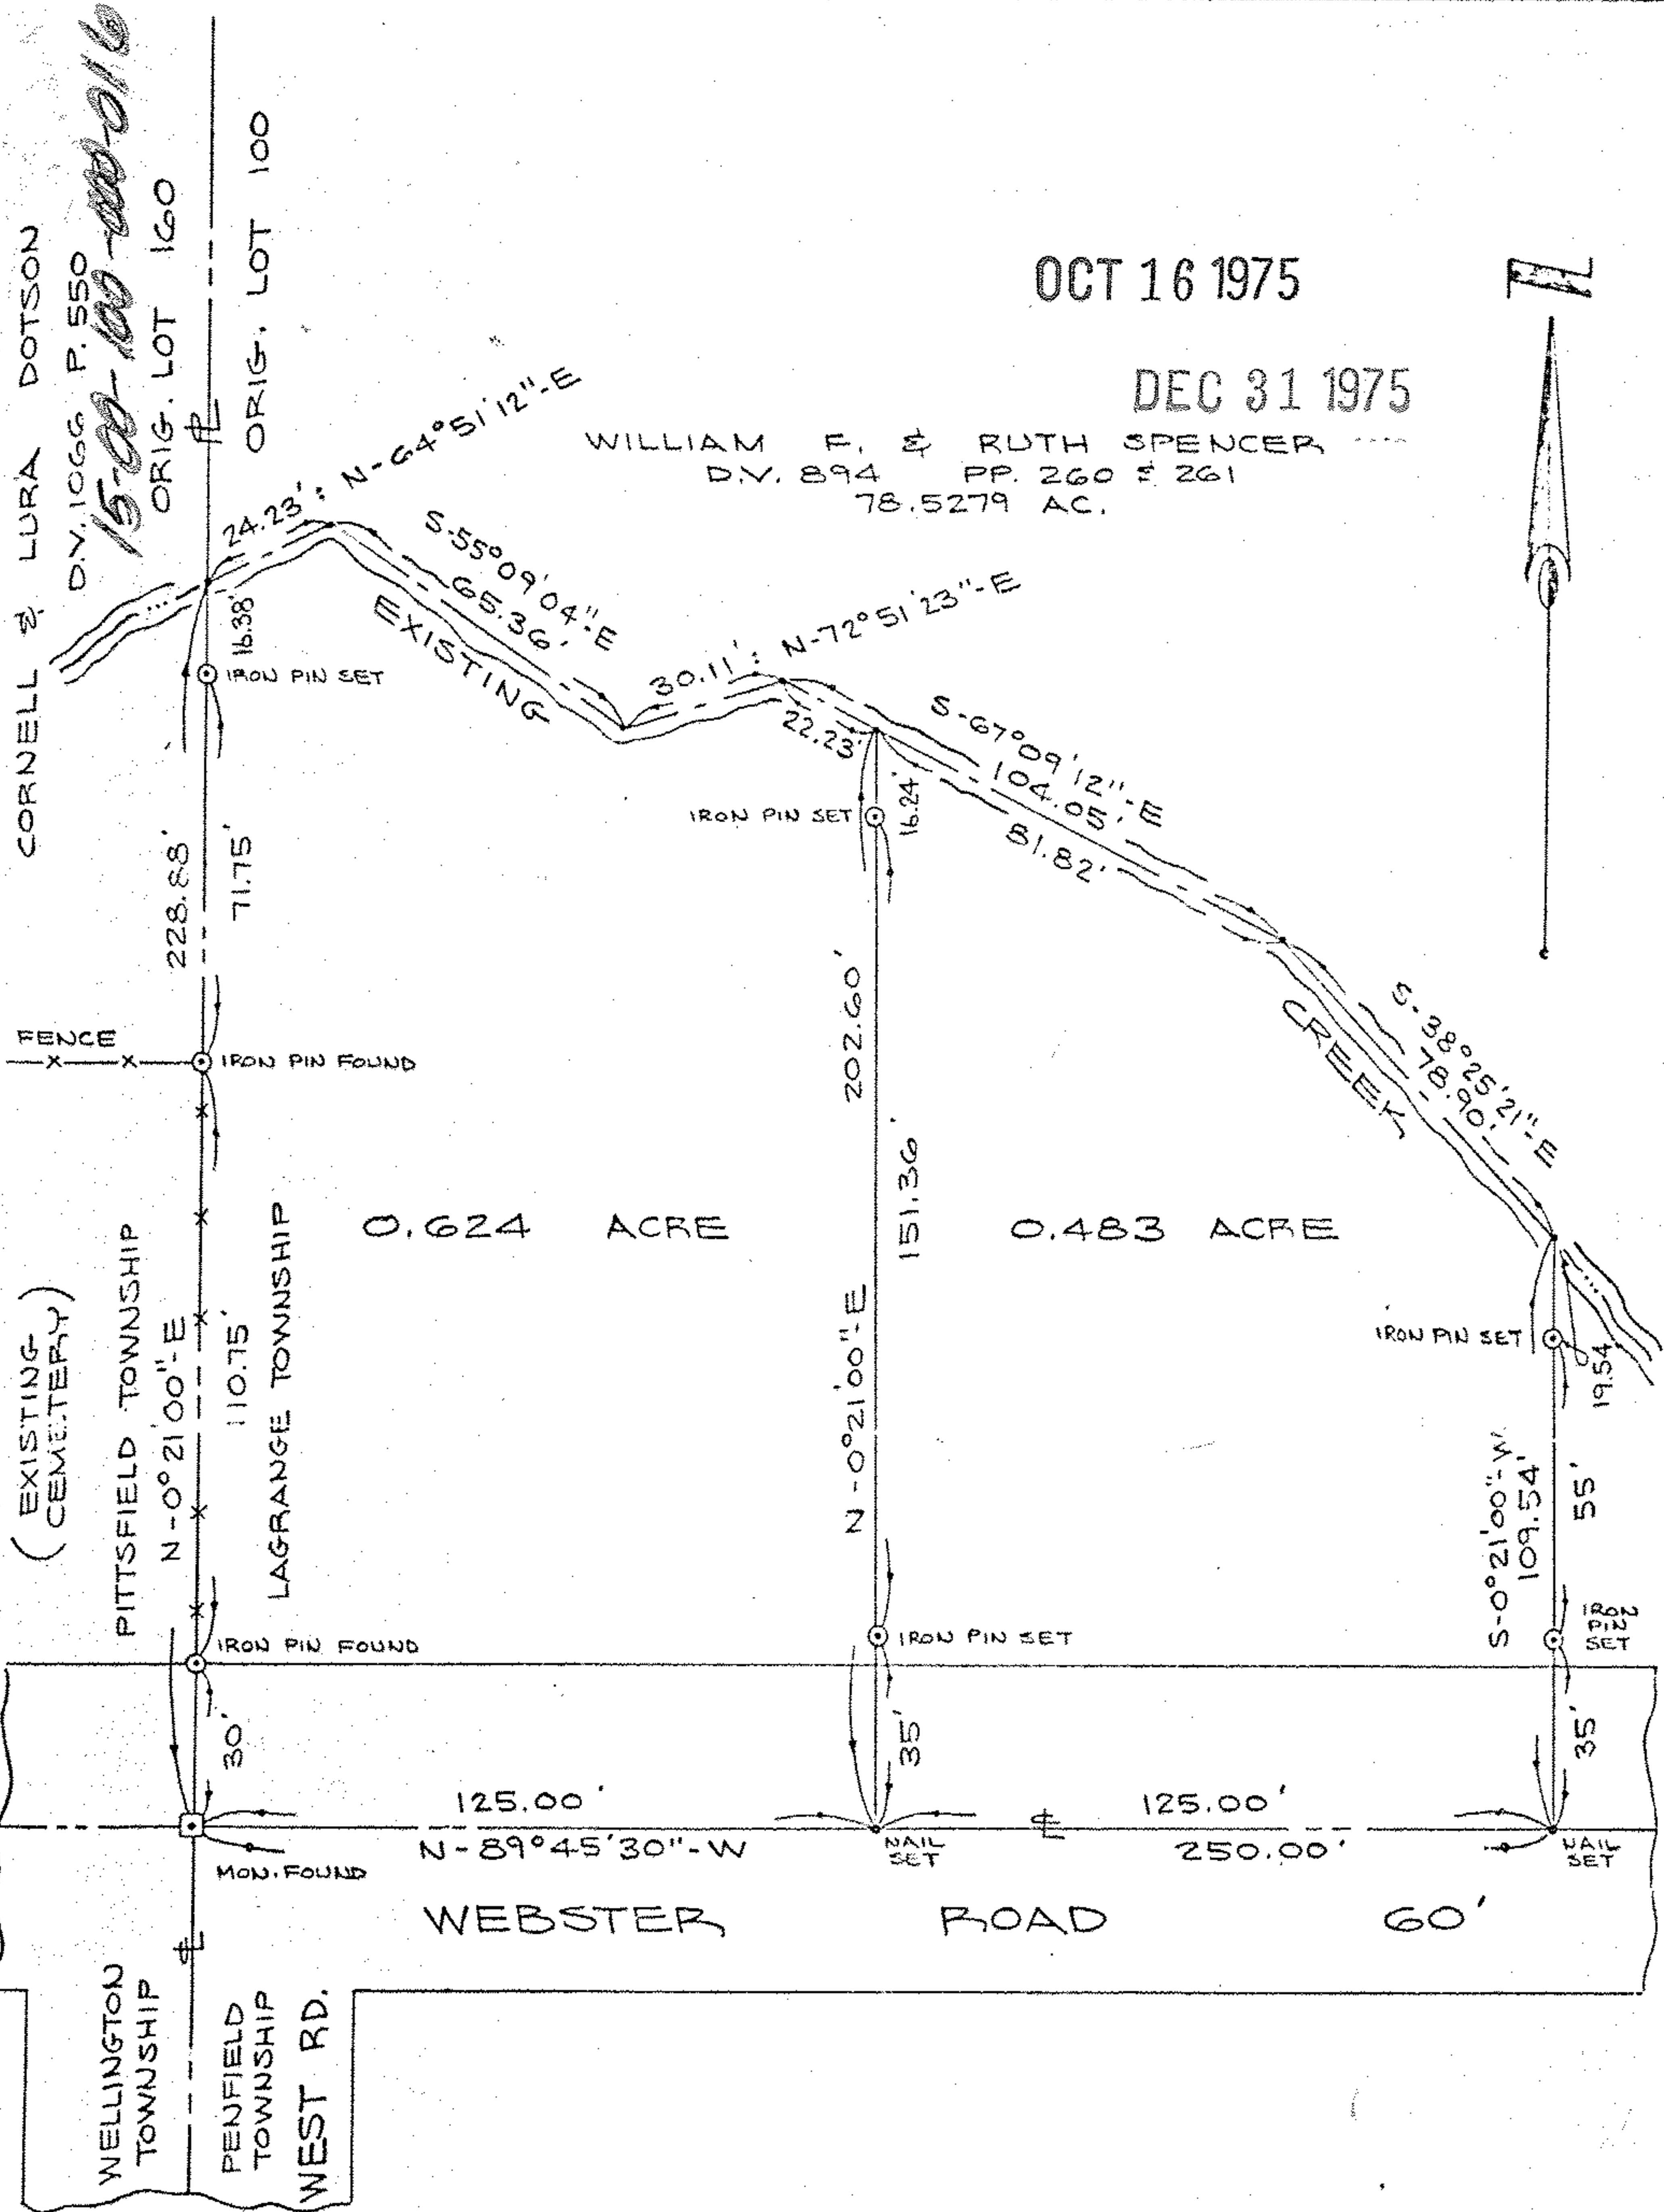 CORNELL & LURA DOTSON
D.V. 1066 P. 550
15-00-100-000-016
ORIG. LOT 160
ORIG. LOT 100
OCT 16 1975
DEC 31 1975
WILLIAM F. & RUTH SPENCER
D.V. 894 PP. 260 & 261
78.5279 AC.
24.23': N-64°51'12"-E
S-55°09'04"-E
65.36'
EXISTING
30.11': N-72°51'23"-E
22.23'
S-67°09'12"-E
104.05'
81.82'
CREEK
S-38°25'21"-E
78.90'
16.38'
IRON PIN SET
IRON PIN SET
16.24'
228.88'
71.75'
202.60'
151.36'
FENCE
IRON PIN FOUND
0.624 ACRE
0.483 ACRE
(EXISTING
CEMETERY)
PITTSFIELD TOWNSHIP
N-0°21'00"-E
110.75'
LAGRANGE TOWNSHIP
N-0°21'00"-E
IRON PIN SET
19.54
S-0°21'00"-W
109.54'
55'
IRON PIN FOUND
IRON PIN SET
IRON
PIN
SET
30'
35'
35'
125.00'
125.00'
N-89°45'30"-W
250.00'
NAIL
SET
NAIL
SET
MON. FOUND
WEBSTER ROAD 60'
WELLINGTON
TOWNSHIP
PENFIELD
TOWNSHIP
WEST RD.